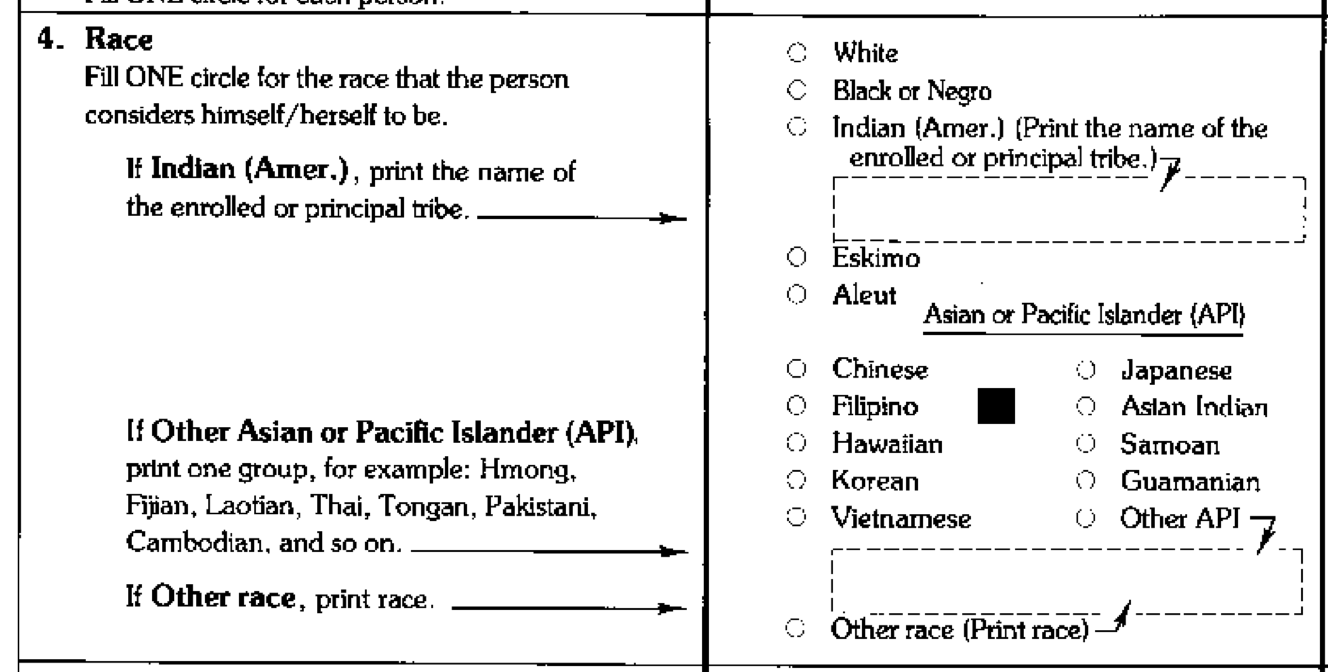 Fill ONE circle for each person.
4. Race
Fill ONE circle for the race that the person
considers himself/herself to be.
If Indian (Amer.), print the name of
the enrolled or principal tribe.
If Other Asian or Pacific Islander (API),
print one group, for example: Hmong,
Fijian, Laotian, Thai, Tongan, Pakistani,
Cambodian, and so on.
If Other race, print race.
White
Black or Negro
Indian (Amer.) (Print the name of the
enrolled or principal tribe.)
Eskimo
Aleut
Asian or Pacific Islander (API)
Chinese
Japanese
Filipino
Asian Indian
Hawaiian
Samoan
Korean
Guamanian
Vietnamese
Other API
Other race (Print race)